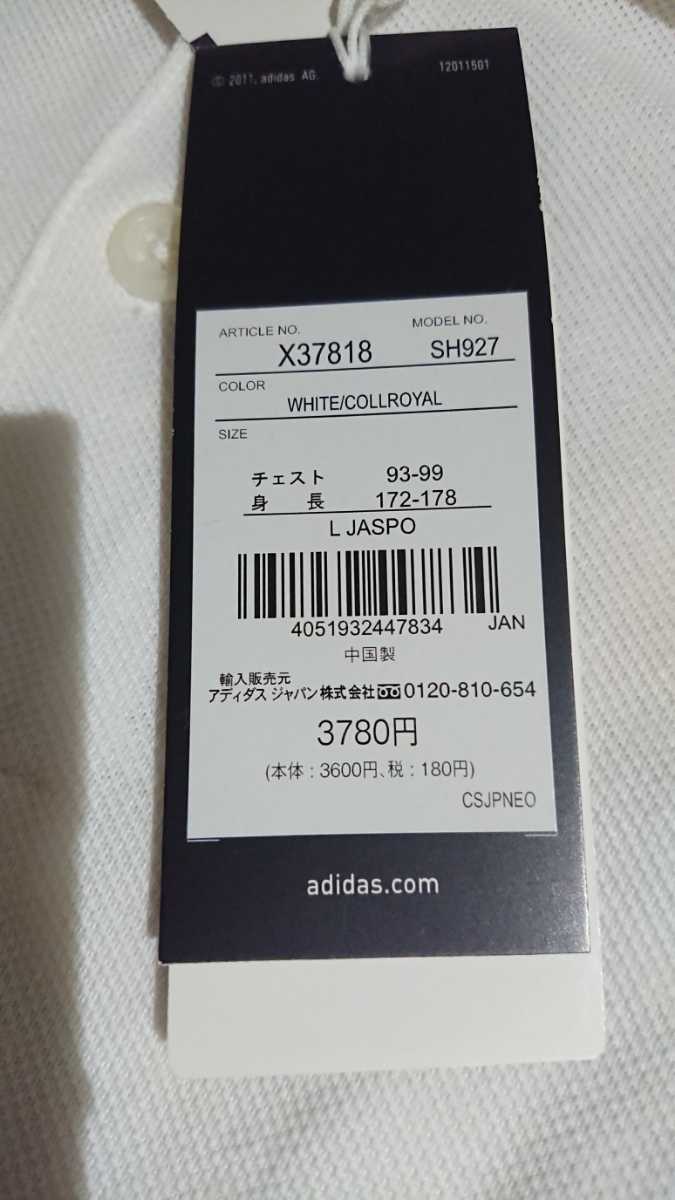 © 2011, adidas AG. 12011501
ARTICLE NO. MODEL NO.
X37818 SH927
COLOR
WHITE/COLLROYAL
SIZE
チェスト 93-99
身 長 172-178
L JASPO
4051932447834 JAN
中国製
輸入販売元
アディダス ジャパン株式会社 0120-810-654
3780円
(本体：3600円、税：180円)
CSJPNEO
adidas.com